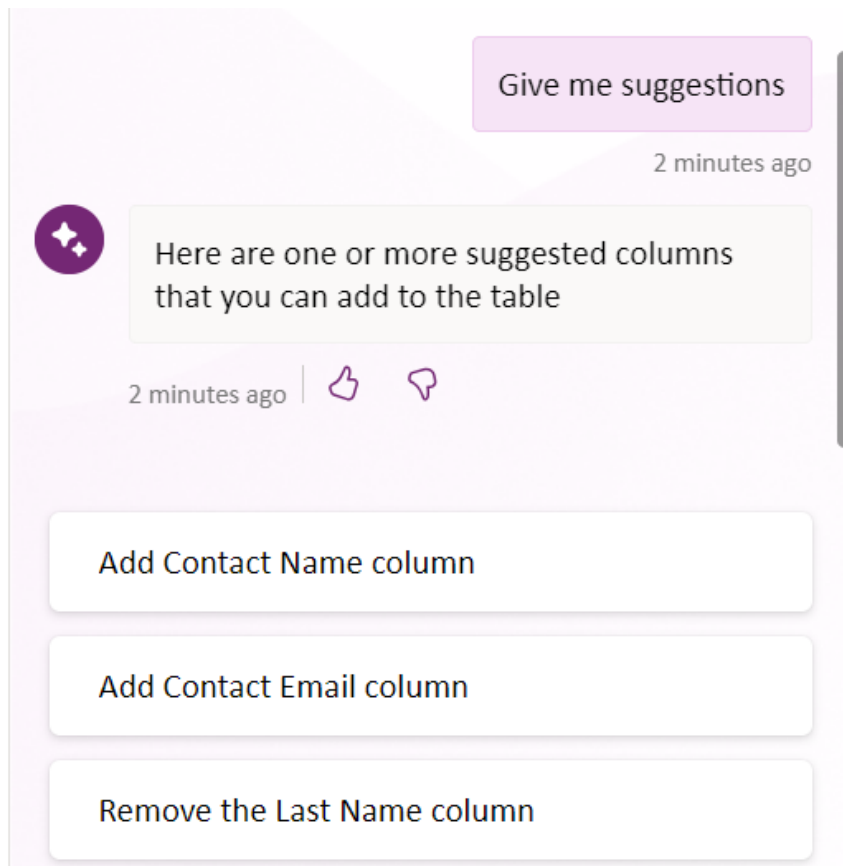 Give me suggestions
2 minutes ago
Here are one or more suggested columns
that you can add to the table
2 minutes ago
Add Contact Name column
Add Contact Email column
Remove the Last Name column